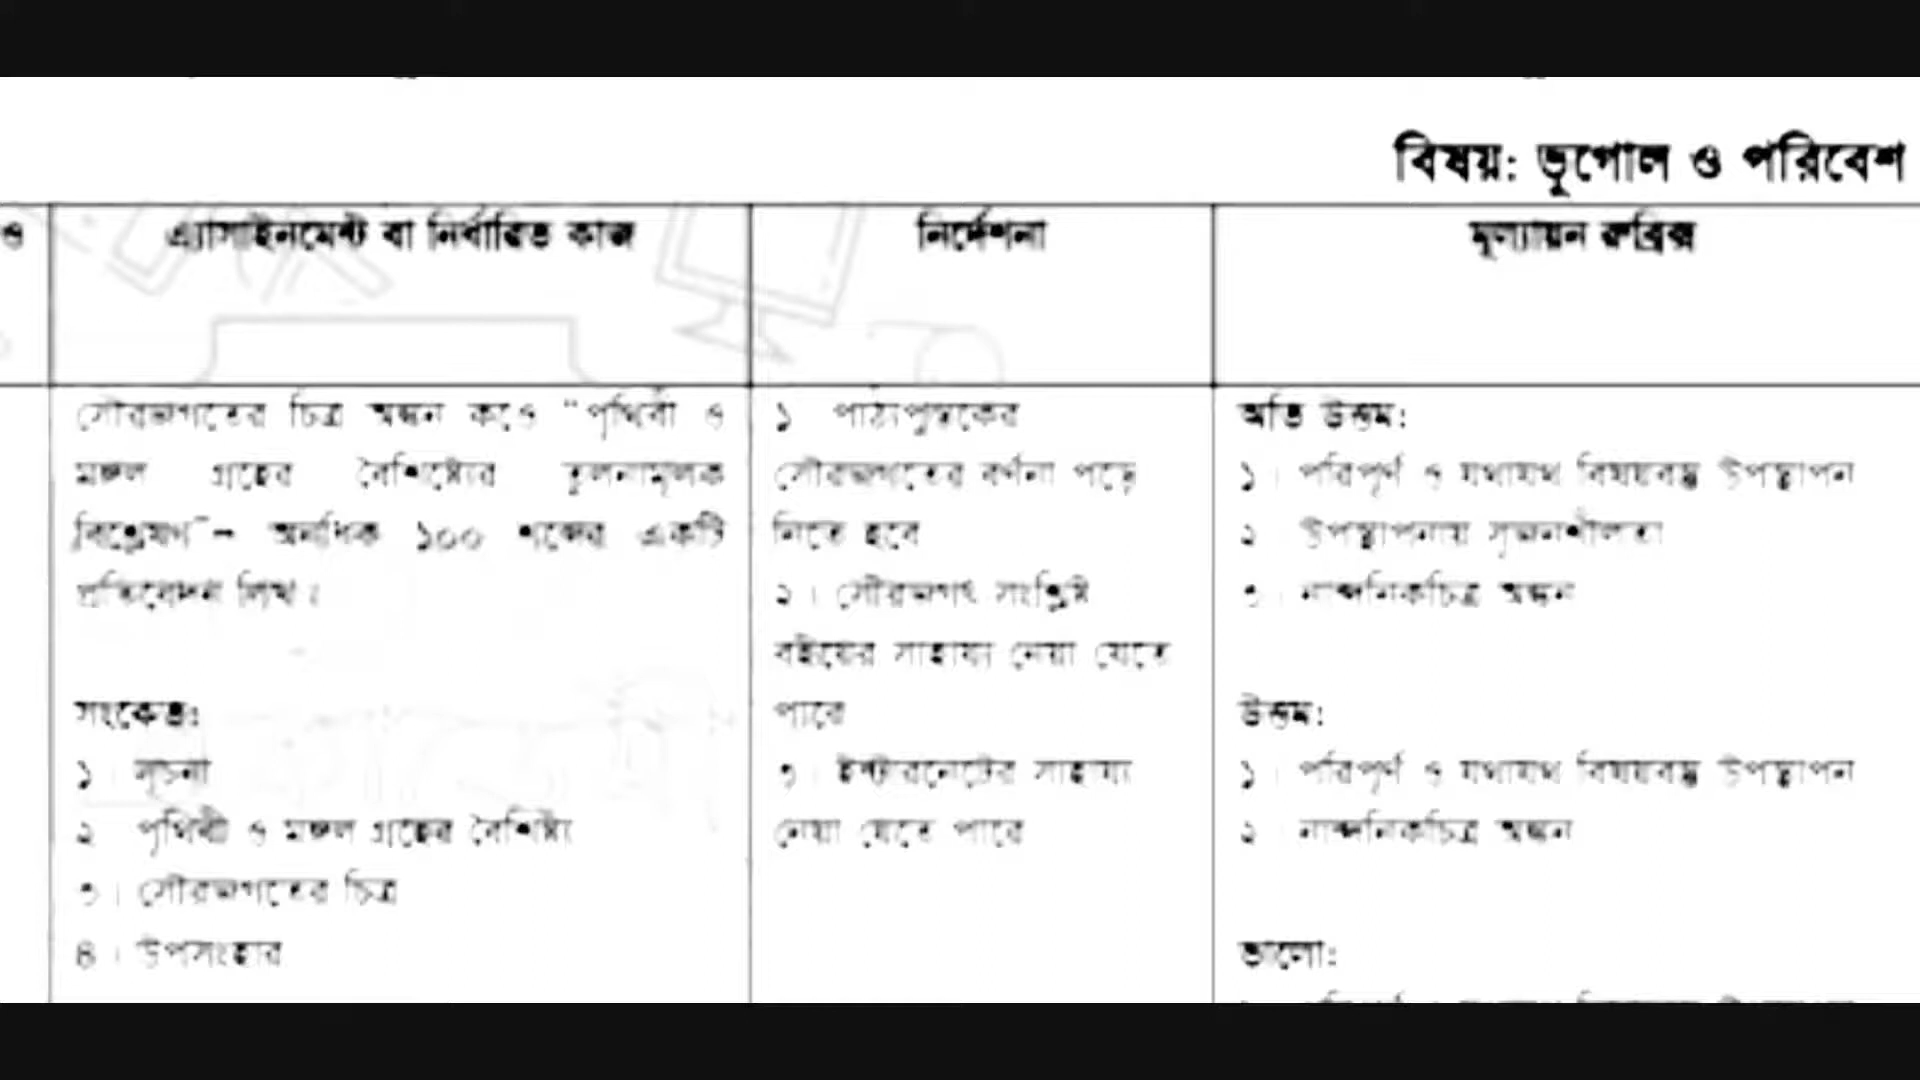 বিষয়: ভূগোল ও পরিবেশ
ও
এ্যাসাইনমেন্ট বা নির্ধারিত কাজ
নির্দেশনা
মূল্যায়ন রুব্রিক্স
সৌরজগতের চিত্র অঙ্কন করে “পৃথিবী ও
মঙ্গল গ্রহের বৈশিষ্ট্যের তুলনামূলক
বিশ্লেষণ”– অনধিক ১০০ শব্দের একটি
প্রতিবেদন লিখ।
সংকেত:
১। সূচনা
২ পৃথিবী ও মঙ্গল গ্রহের বৈশিষ্ট্য
৩। সৌরজগতের চিত্র
৪। উপসংহার
১ পাঠ্যপুস্তকের
সৌরজগতের বর্ণনা পড়ে
নিতে হবে
২। সৌরজগৎ সংশ্লিষ্ট
বইয়ের সাহায্য নেয়া যেতে
পারে
৩। ইন্টারনেটের সাহায্য
নেয়া যেতে পারে
অতি উত্তম:
১। পরিপূর্ণ ও যথাযথ বিষয়বস্তু উপস্থাপন
২ উপস্থাপনায় সৃজনশীলতা
৩। নান্দনিকচিত্র অঙ্কন
উত্তম:
১। পরিপূর্ণ ও যথাযথ বিষয়বস্তু উপস্থাপন
২ নান্দনিকচিত্র অঙ্কন
ভালো: